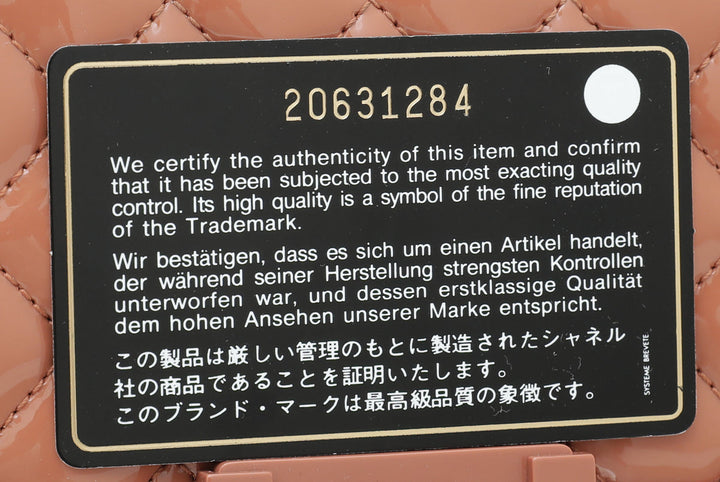 20631284
We certify the authenticity of this item and confirm
that it has been subjected to the most exacting quality
control. Its high quality is a symbol of the fine reputation
of the Trademark.
Wir bestätigen, dass es sich um einen Artikel handelt,
der während seiner Herstellung strengsten Kontrollen
unterworfen war, und dessen erstklassige Qualität
dem hohen Ansehen unserer Marke entspricht.
この製品は厳しい管理のもとに製造されたシャネル
社の商品であることを証明いたします。
このブランド・マークは最高級品質の象徴です。
SYSTEME BREVETE